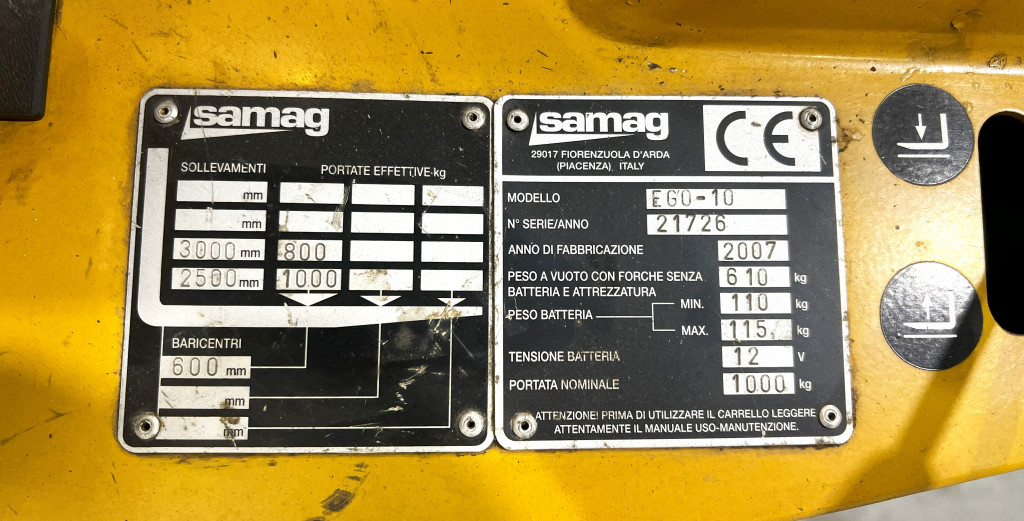 samag
SOLLEVAMENTI PORTATE EFFETTIVE-kg
mm
mm
3000 mm 800
2500 mm 1000
BARICENTRI
600 mm
mm
mm
samag
CE
29017 FIORENZUOLA D'ARDA
(PIACENZA) ITALY
MODELLO EGO-10
N° SERIE/ANNO 21726
ANNO DI FABBRICAZIONE 2007
PESO A VUOTO CON FORCHE SENZA
BATTERIA E ATTREZZATURA 610 kg
PESO BATTERIA MIN. 110 kg
MAX. 115 kg
TENSIONE BATTERIA 12 V
PORTATA NOMINALE 1000 kg
ATTENZIONE! PRIMA DI UTILIZZARE IL CARRELLO LEGGERE
ATTENTAMENTE IL MANUALE USO-MANUTENZIONE.